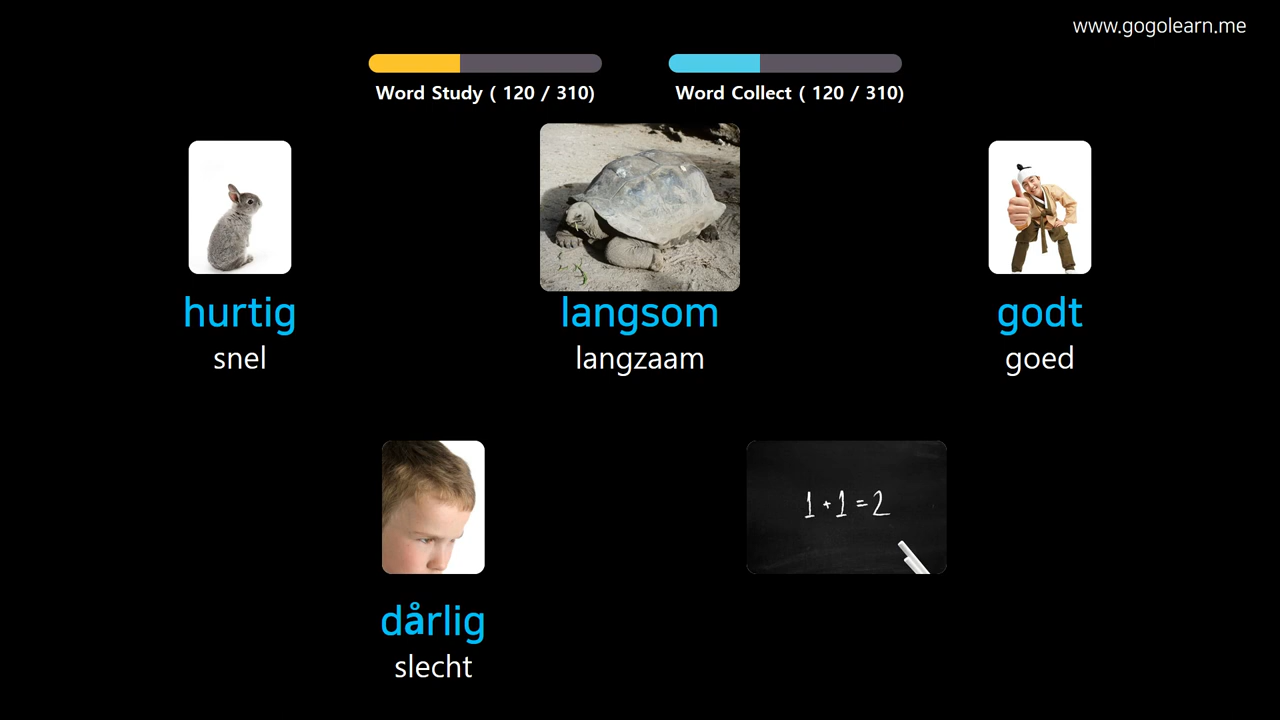 www.gogolearn.me
Word Study ( 120 / 310)
Word Collect ( 120 / 310)
hurtig
snel
langsom
langzaam
godt
goed
1+1=2
dårlig
slecht